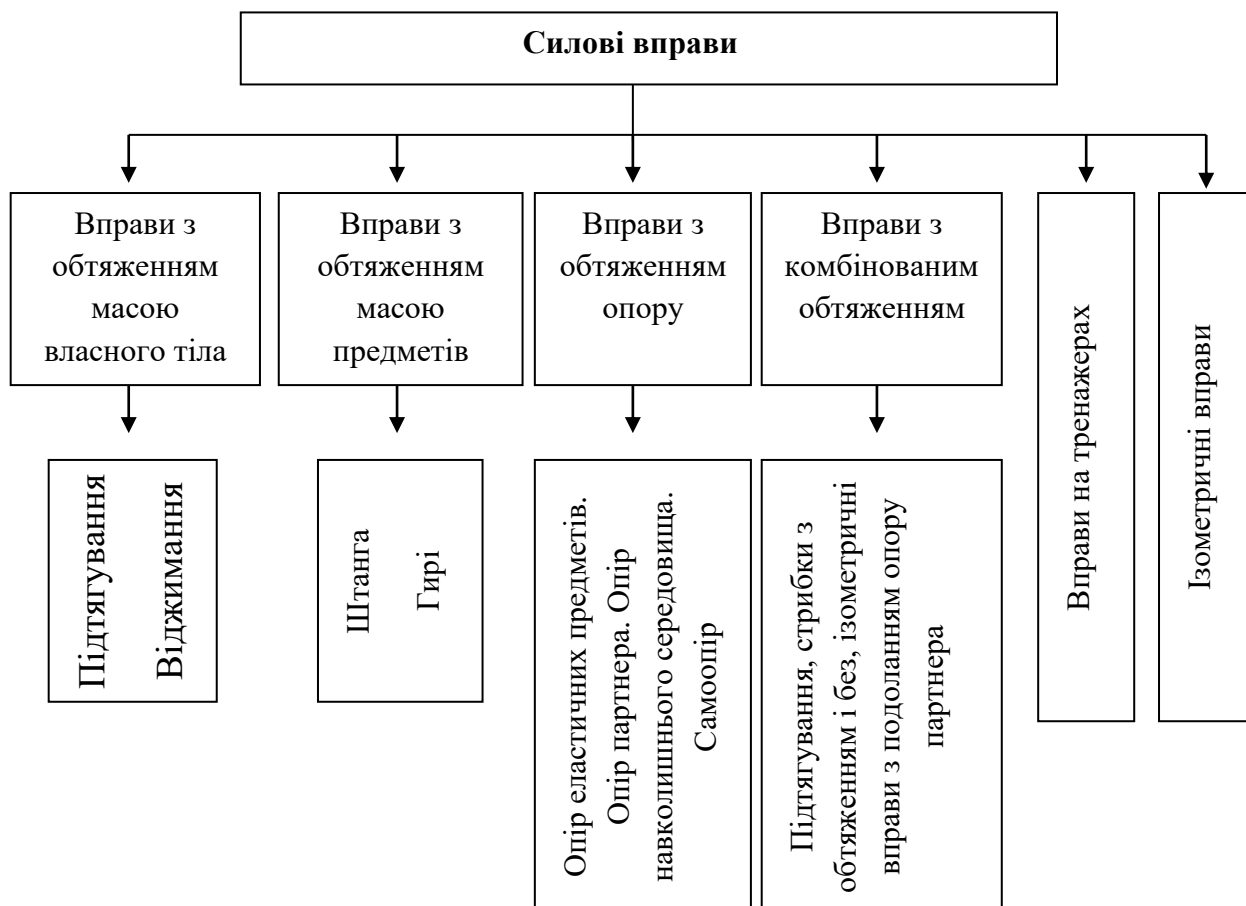 Силові вправи
Вправи з
обтяженням
масою
власного тіла
Вправи з
обтяженням
масою
предметів
Вправи з
обтяженням
опору
Вправи з
комбінованим
обтяженням
Вправи на тренажерах
Ізометричні вправи
Підтягування
Віджимання
Штанга
Гирі
Опір еластичних предметів.
Опір партнера. Опір
навколишнього середовища.
Самоопір
Підтягування, стрибки з
обтяженням і без, ізометричні
вправи з подоланням опору
партнера